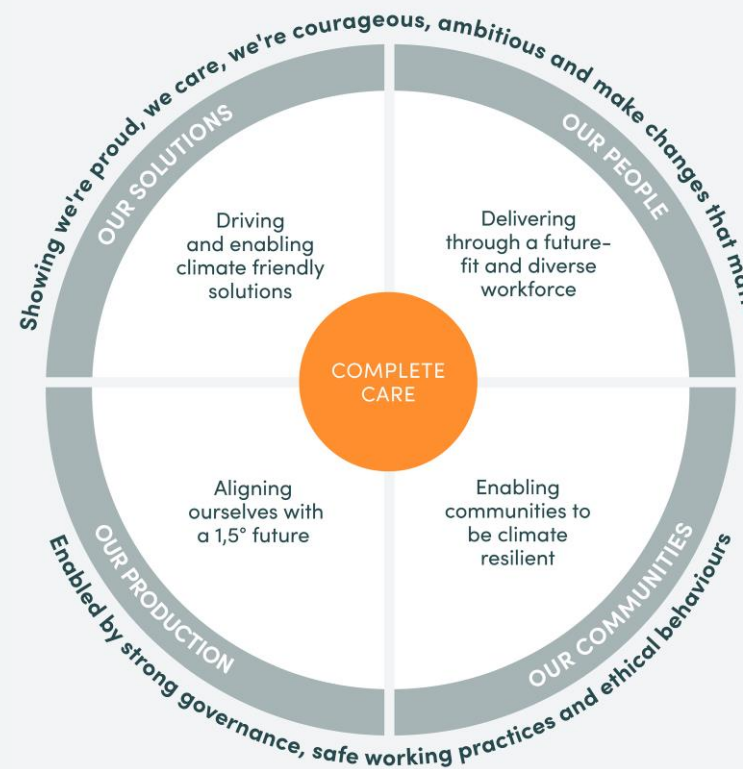 Showing we're proud, we care, we're courageous, ambitious and make changes that
OUR SOLUTIONS
Driving
and enabling
climate friendly
solutions
OUR PEOPLE
Delivering
through a future-
fit and diverse
workforce
COMPLETE
CARE
OUR PRODUCTION
Aligning
ourselves with
a 1,5° future
OUR COMMUNITIES
Enabling
communities to
be climate
resilient
Enabled by strong governance, safe working practices and ethical behaviours